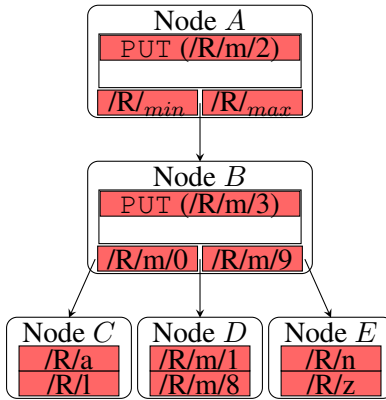 Node A
PUT (/R/m/2)
/R/min /R/max
Node B
PUT (/R/m/3)
/R/m/0 /R/m/9
Node C Node D Node E
/R/a /R/m/1 /R/n
/R/l /R/m/8 /R/z